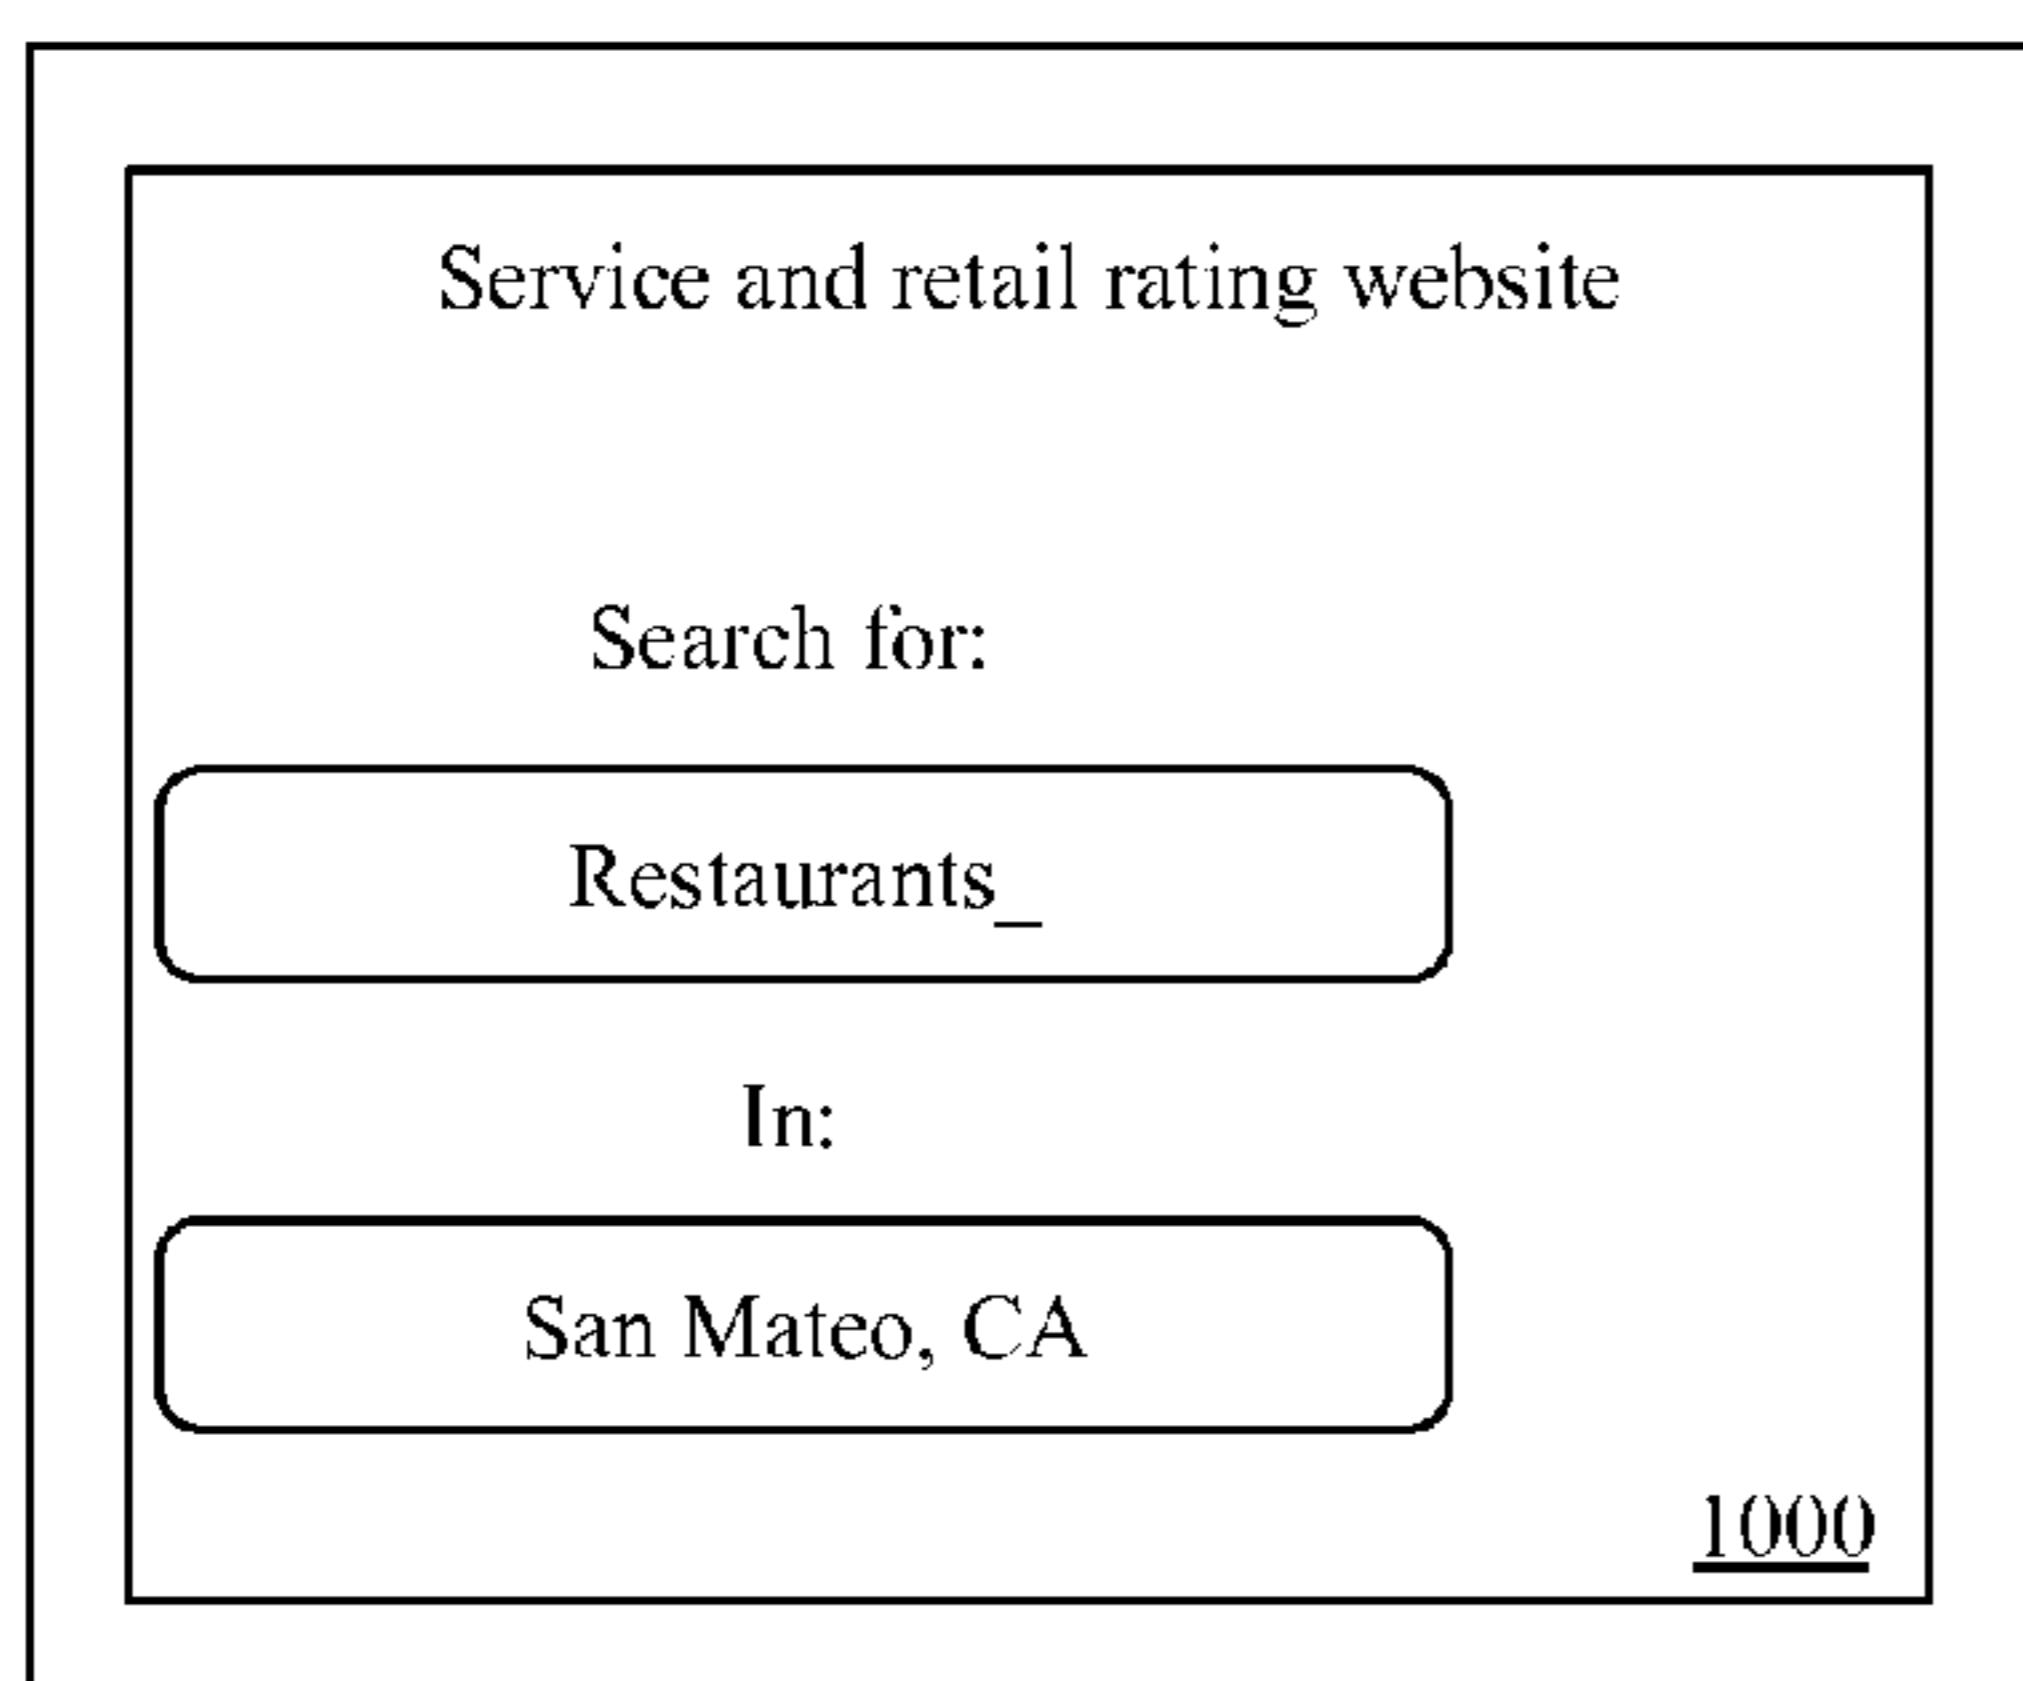 Service and retail rating website
Search for:
Restaurants_
In:
San Mateo, CA
1000